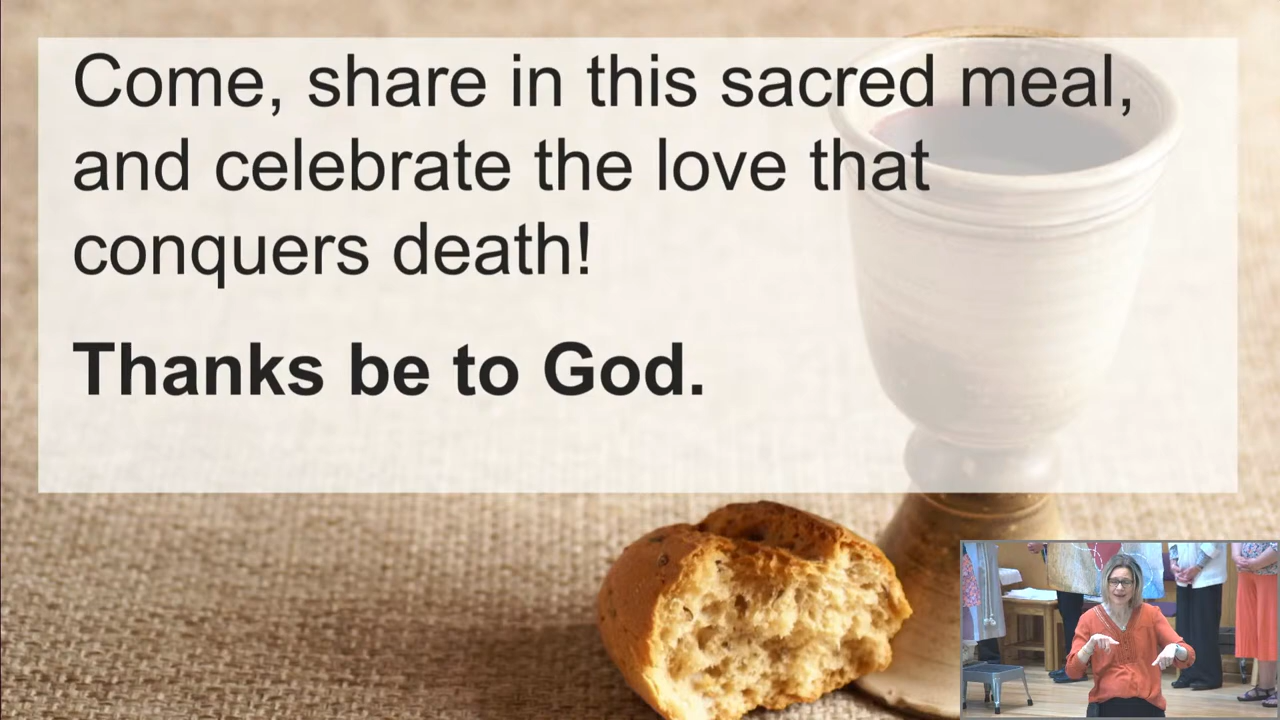 Come, share in this sacred meal,
and celebrate the love that
conquers death!
Thanks be to God.